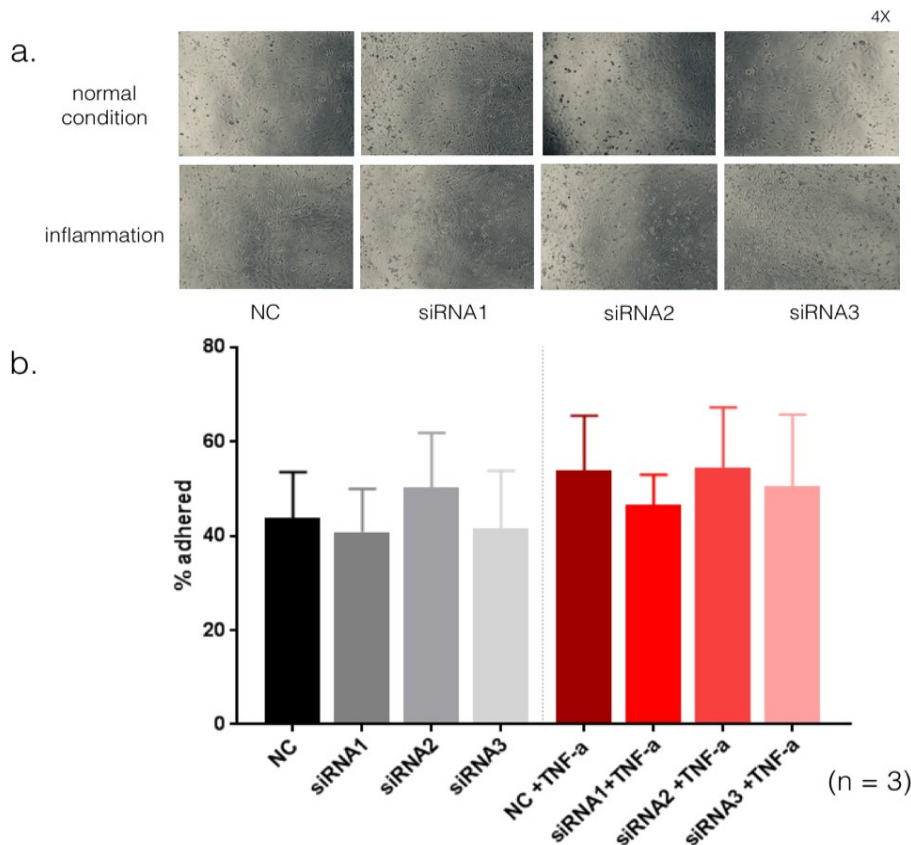 4X
a.
normal
condition
inflammation
NC siRNA1 siRNA2 siRNA3
b.
80
60
40
20
0
% adhered
NC
siRNA1
siRNA2
siRNA3
NC +TNF-a
siRNA1+TNF-a
siRNA2 +TNF-a
siRNA3 +TNF-a
(n = 3)